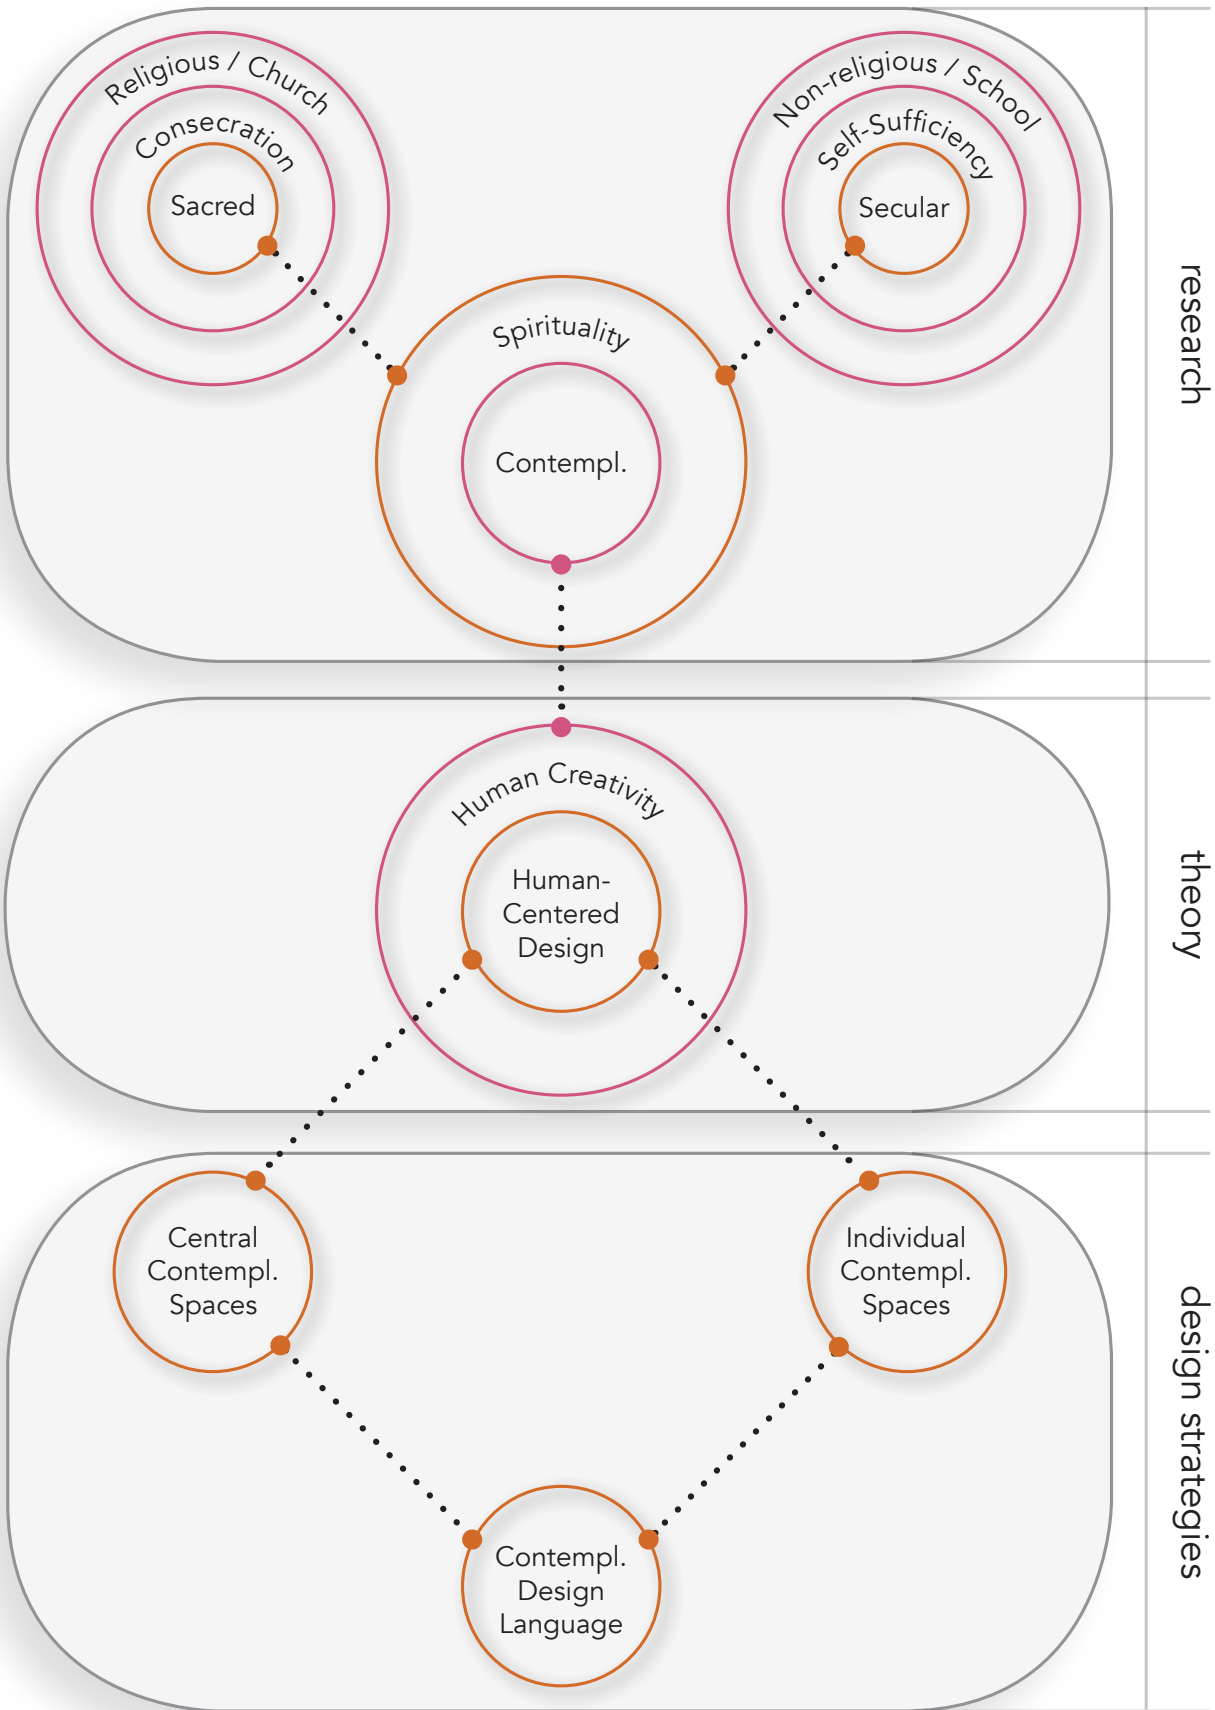 Religious / Church
Consecration
Sacred
Non-religious / School
Self-Sufficiency
Secular
Spirituality
Contempl.
research
Human Creativity
Human-
Centered
Design
theory
Central
Contempl.
Spaces
Individual
Contempl.
Spaces
Contempl.
Design
Language
design strategies